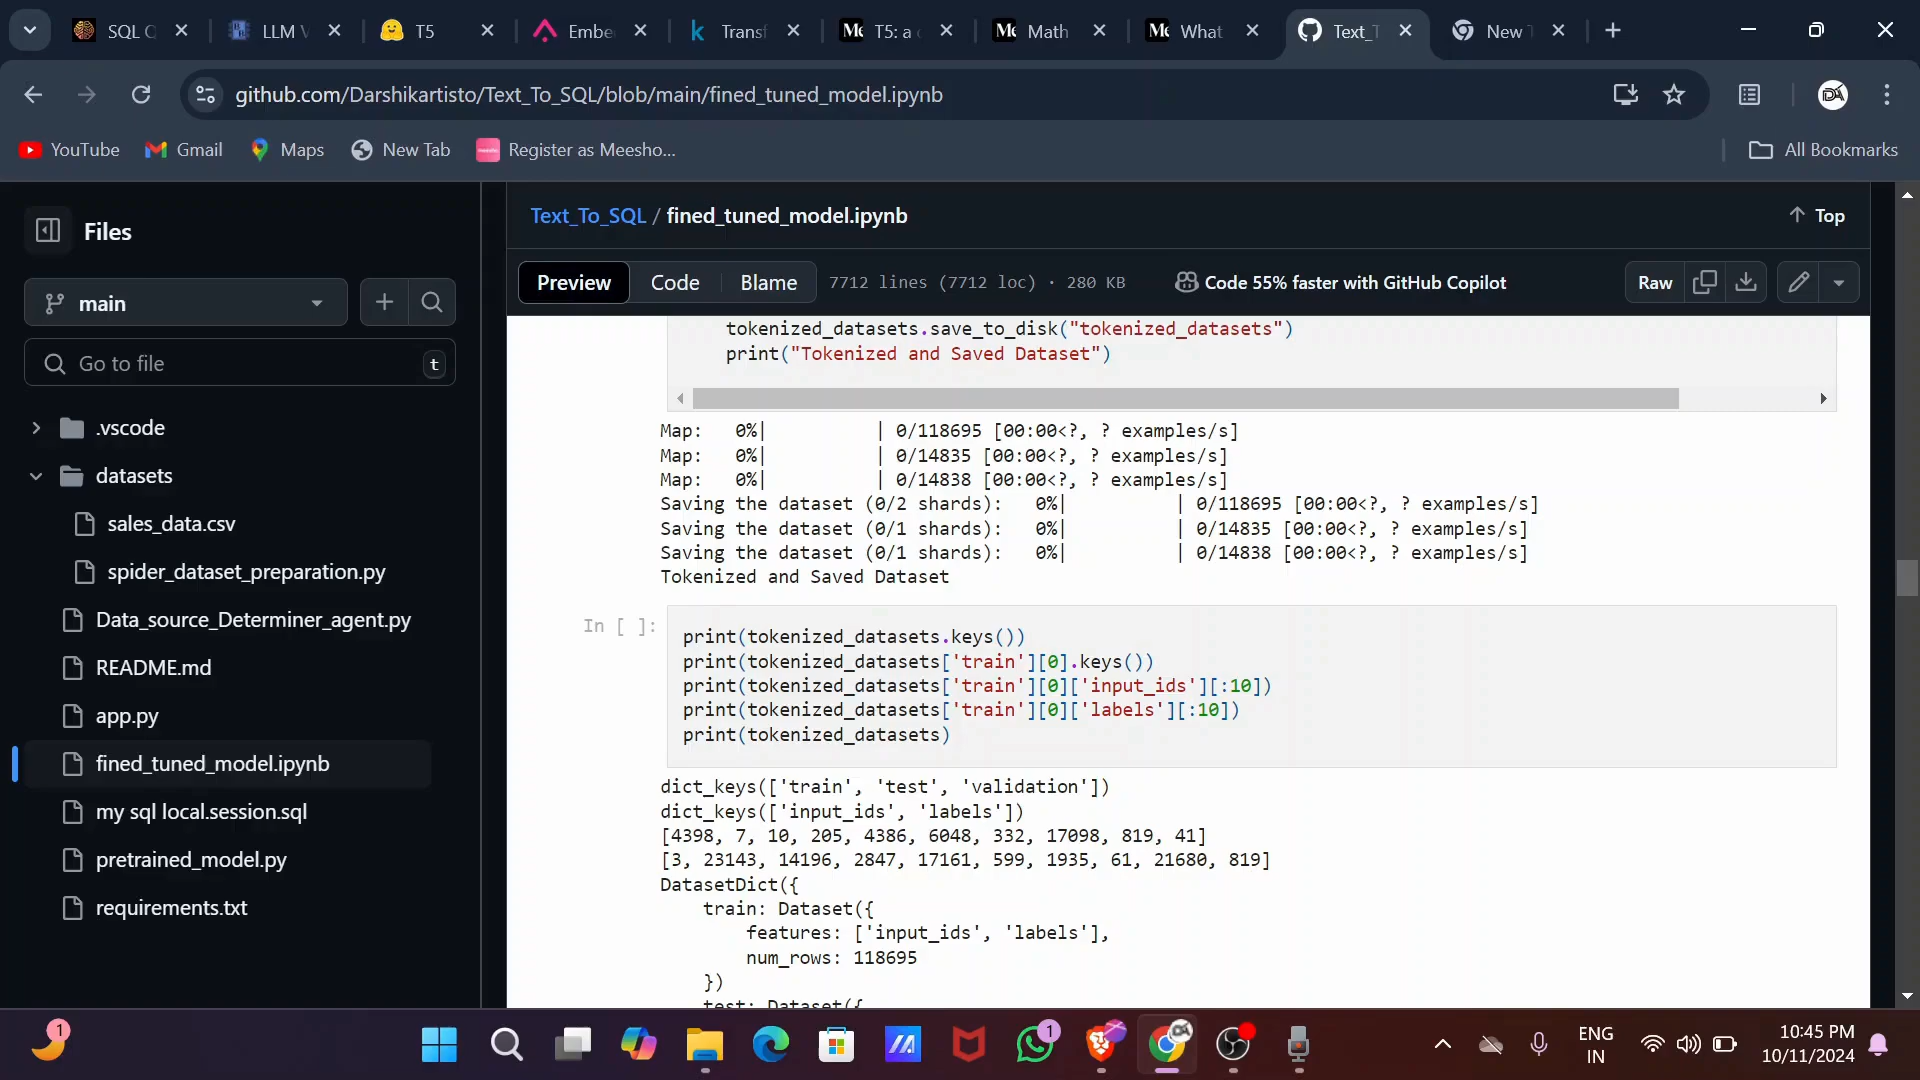 SQL Q
LLM V
T5
Embe
Transf
T5: a c
Math
What
Text_T
New T
github.com/Darshikartisto/Text_To_SQL/blob/main/fined_tuned_model.ipynb
YouTube
Gmail
Maps
New Tab
Register as Meesho...
All Bookmarks
Files
main
Go to file
t
.vscode
datasets
sales_data.csv
spider_dataset_preparation.py
Data_source_Determiner_agent.py
README.md
app.py
fined_tuned_model.ipynb
my sql local.session.sql
pretrained_model.py
requirements.txt
Text_To_SQL / fined_tuned_model.ipynb
Top
Preview Code Blame 7712 lines (7712 loc) · 280 KB Code 55% faster with GitHub Copilot Raw
tokenized_datasets.save_to_disk("tokenized_datasets")
print("Tokenized and Saved Dataset")
Map:   0%|          | 0/118695 [00:00<?, ? examples/s]
Map:   0%|          | 0/14835 [00:00<?, ? examples/s]
Map:   0%|          | 0/14838 [00:00<?, ? examples/s]
Saving the dataset (0/2 shards):   0%|          | 0/118695 [00:00<?, ? examples/s]
Saving the dataset (0/1 shards):   0%|          | 0/14835 [00:00<?, ? examples/s]
Saving the dataset (0/1 shards):   0%|          | 0/14838 [00:00<?, ? examples/s]
Tokenized and Saved Dataset
In [ ]:
print(tokenized_datasets.keys())
print(tokenized_datasets['train'][0].keys())
print(tokenized_datasets['train'][0]['input_ids'][:10])
print(tokenized_datasets['train'][0]['labels'][:10])
print(tokenized_datasets)
dict_keys(['train', 'test', 'validation'])
dict_keys(['input_ids', 'labels'])
[4398, 7, 10, 205, 4386, 6048, 332, 17098, 819, 41]
[3, 23143, 14196, 2847, 17161, 599, 1935, 61, 21680, 819]
DatasetDict({
train: Dataset({
features: ['input_ids', 'labels'],
num_rows: 118695
})
test: Dataset({
1
1
ENG
IN
10:45 PM
10/11/2024